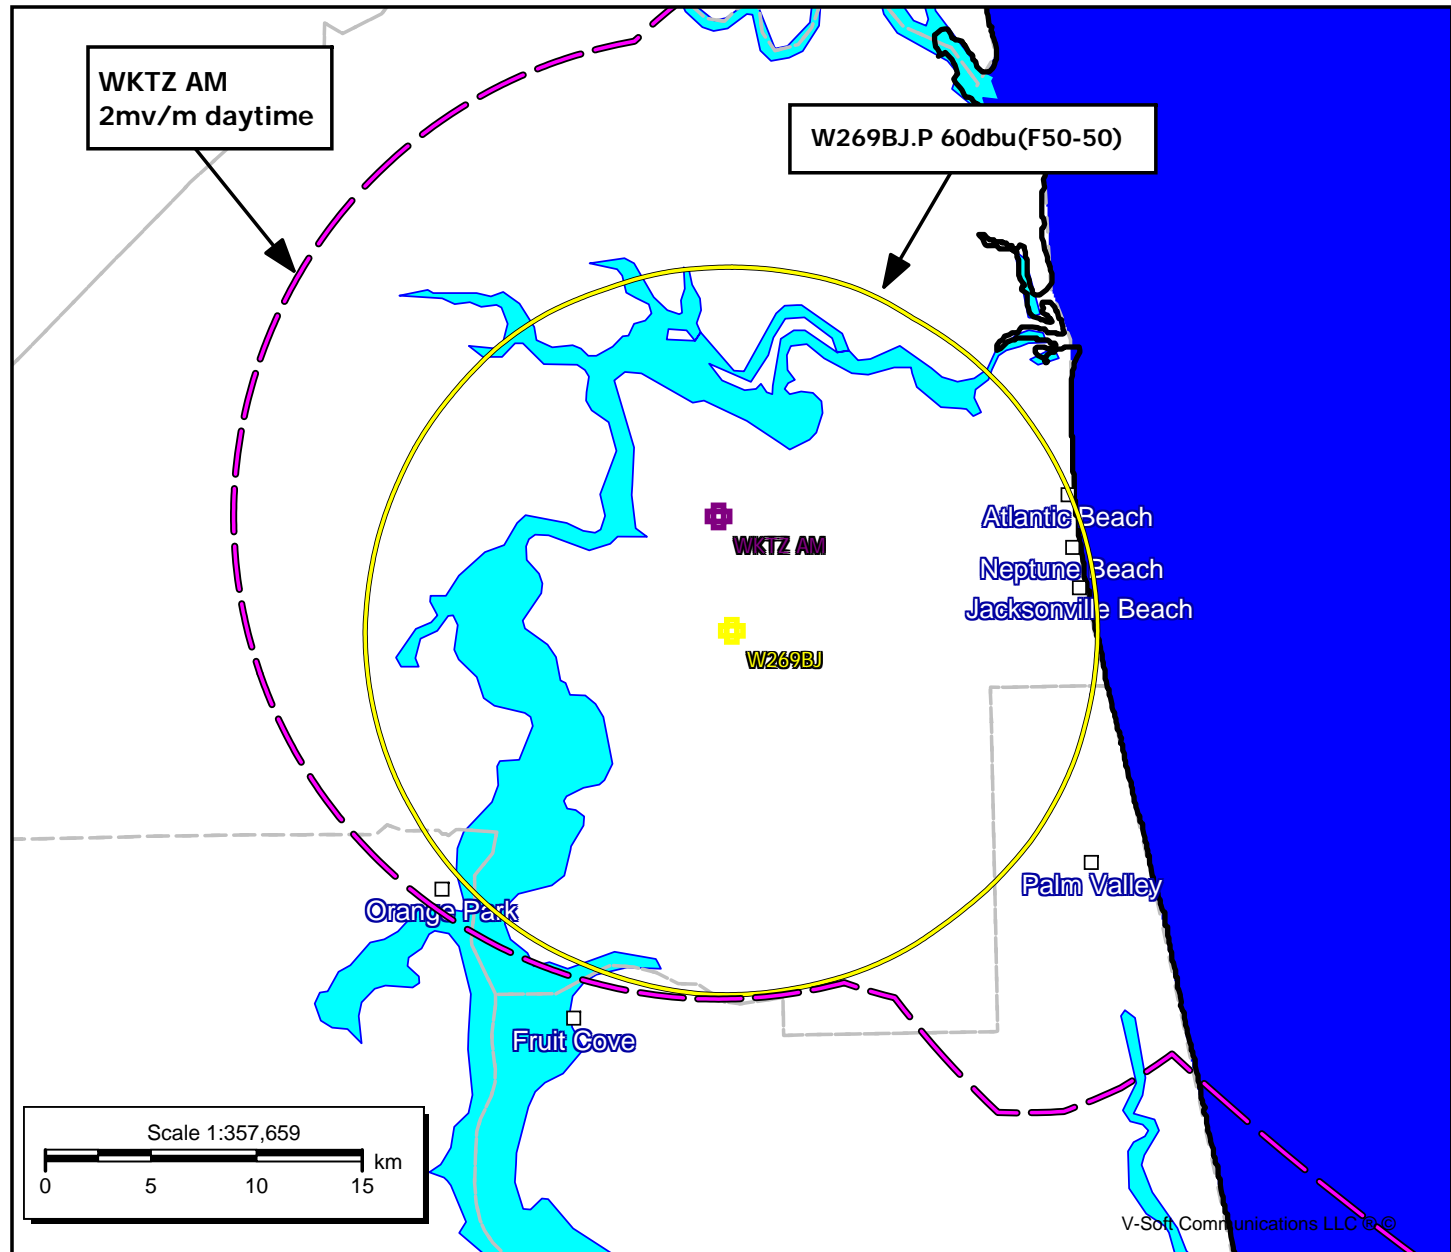 WKTZ AM
2mv/m daytime
W269BJ.P 60dbu(F50-50)
Atlantic Beach
WKTZ AM
Neptune Beach
Jacksonville Beach
W269BJ
Palm Valley
Orange Park
Fruit Cove
Scale 1:357,659
km
0 5 10 15
V-Soft Communications LLC ® ©